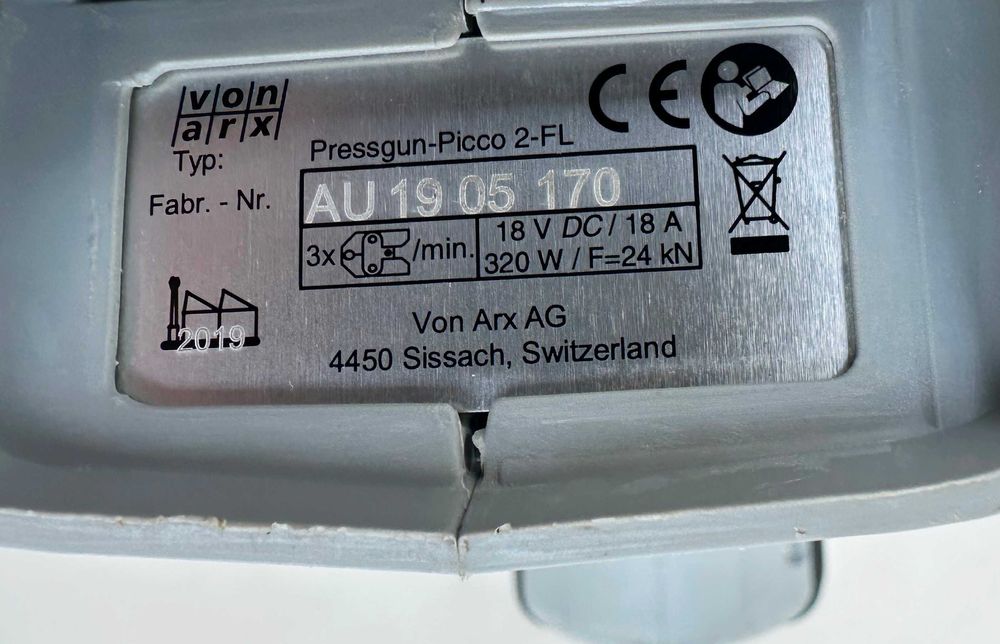 von
arx
CE
Typ:
Pressgun-Picco 2-FL
Fabr. - Nr.
AU 19 05 170
3x /min.
18 V DC / 18 A
320 W / F=24 kN
2019
Von Arx AG
4450 Sissach, Switzerland